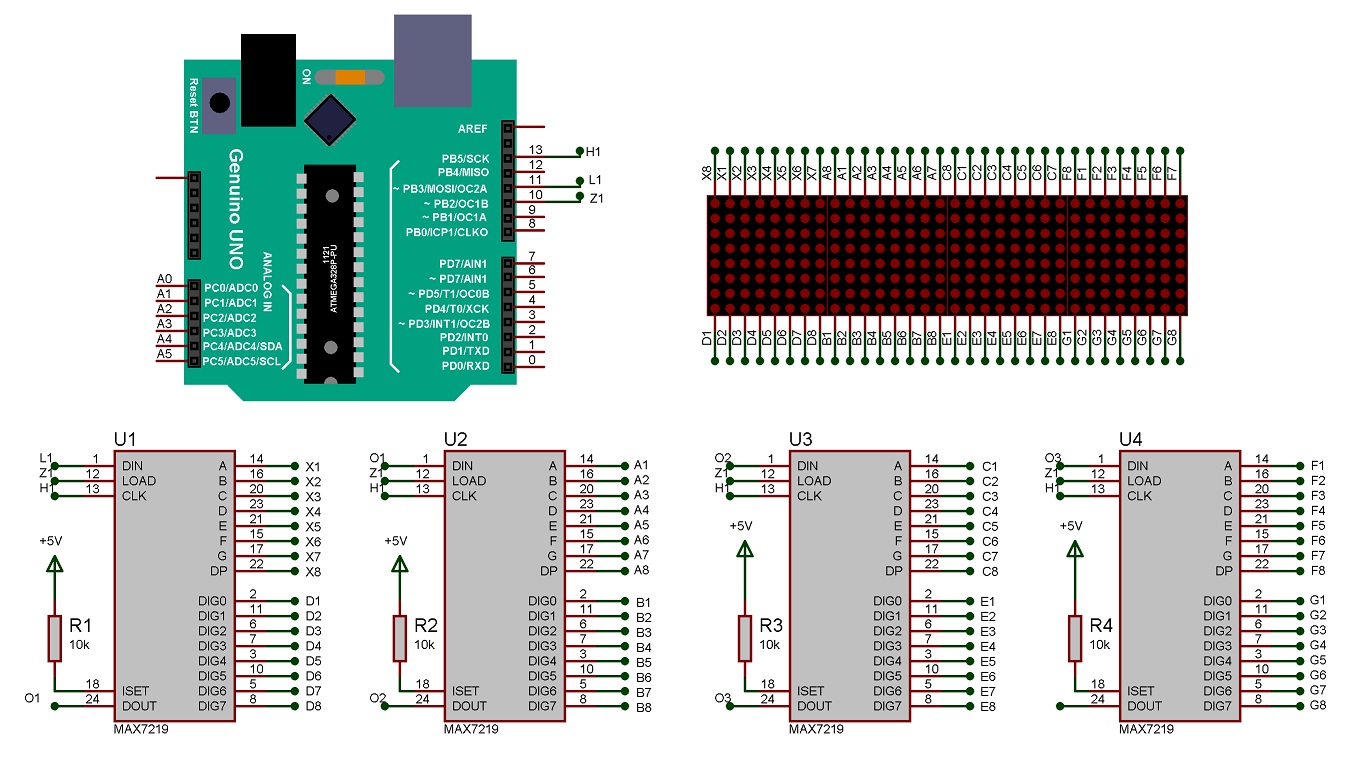 Reset BTN
ON
Genuino UNO
ANALOG IN
1121
ATMEGA328P-PU
AREF
PB5/SCK 13 H1
PB4/MISO 12
~ PB3/MOSI/OC2A 11 L1
~ PB2/OC1B 10 Z1
~ PB1/OC1A 9
PB0/ICP1/CLKO 8
PD7/AIN1 7
~ PD7/AIN1 6
~ PD5/T1/OC0B 5
PD4/T0/XCK 4
~ PD3/INT1/OC2B 3
PD2/INT0 2
PD1/TXD 1
PD0/RXD 0
A0 PC0/ADC0
A1 PC1/ADC1
A2 PC2/ADC2
A3 PC3/ADC3
A4 PC4/ADC4/SDA
A5 PC5/ADC5/SCL
X8 X1 X2 X3 X4 X5 X6 X7 A8 A1 A2 A3 A4 A5 A6 A7 C8 C1 C2 C3 C4 C5 C6 C7 F8 F1 F2 F3 F4 F5 F6 F7
D1 D2 D3 D4 D5 D6 D7 D8 B1 B2 B3 B4 B5 B6 B7 B8 E1 E2 E3 E4 E5 E6 E7 E8 G1 G2 G3 G4 G5 G6 G7 G8
U1
L1 1 DIN A 14 X1
Z1 12 LOAD B 16 X2
H1 13 CLK C 20 X3
D 23 X4
E 21 X5
+5V F 15 X6
G 17 X7
DP 22 X8
DIG0 2 D1
DIG1 11 D2
R1 DIG2 6 D3
10k DIG3 7 D4
DIG4 3 D5
DIG5 10 D6
18 ISET DIG6 5 D7
O1 24 DOUT DIG7 8 D8
MAX7219
U2
O1 1 DIN A 14 A1
Z1 12 LOAD B 16 A2
H1 13 CLK C 20 A3
D 23 A4
E 21 A5
+5V F 15 A6
G 17 A7
DP 22 A8
DIG0 2 B1
DIG1 11 B2
R2 DIG2 6 B3
10k DIG3 7 B4
DIG4 3 B5
DIG5 10 B6
18 ISET DIG6 5 B7
O2 24 DOUT DIG7 8 B8
MAX7219
U3
O2 1 DIN A 14 C1
Z1 12 LOAD B 16 C2
H1 13 CLK C 20 C3
D 23 C4
E 21 C5
+5V F 15 C6
G 17 C7
DP 22 C8
DIG0 2 E1
DIG1 11 E2
R3 DIG2 6 E3
10k DIG3 7 E4
DIG4 3 E5
DIG5 10 E6
18 ISET DIG6 5 E7
O3 24 DOUT DIG7 8 E8
MAX7219
U4
O3 1 DIN A 14 F1
Z1 12 LOAD B 16 F2
H1 13 CLK C 20 F3
D 23 F4
E 21 F5
+5V F 15 F6
G 17 F7
DP 22 F8
DIG0 2 G1
DIG1 11 G2
R4 DIG2 6 G3
10k DIG3 7 G4
DIG4 3 G5
DIG5 10 G6
18 ISET DIG6 5 G7
24 DOUT DIG7 8 G8
MAX7219